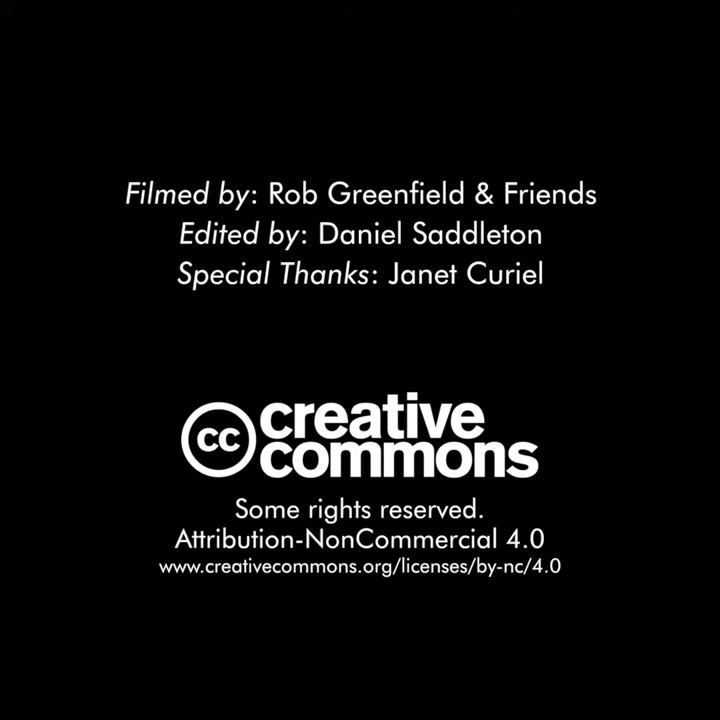 Filmed by: Rob Greenfield & Friends
Edited by: Daniel Saddleton
Special Thanks: Janet Curiel
cc creative
commons
Some rights reserved.
Attribution-NonCommercial 4.0
www.creativecommons.org/licenses/by-nc/4.0